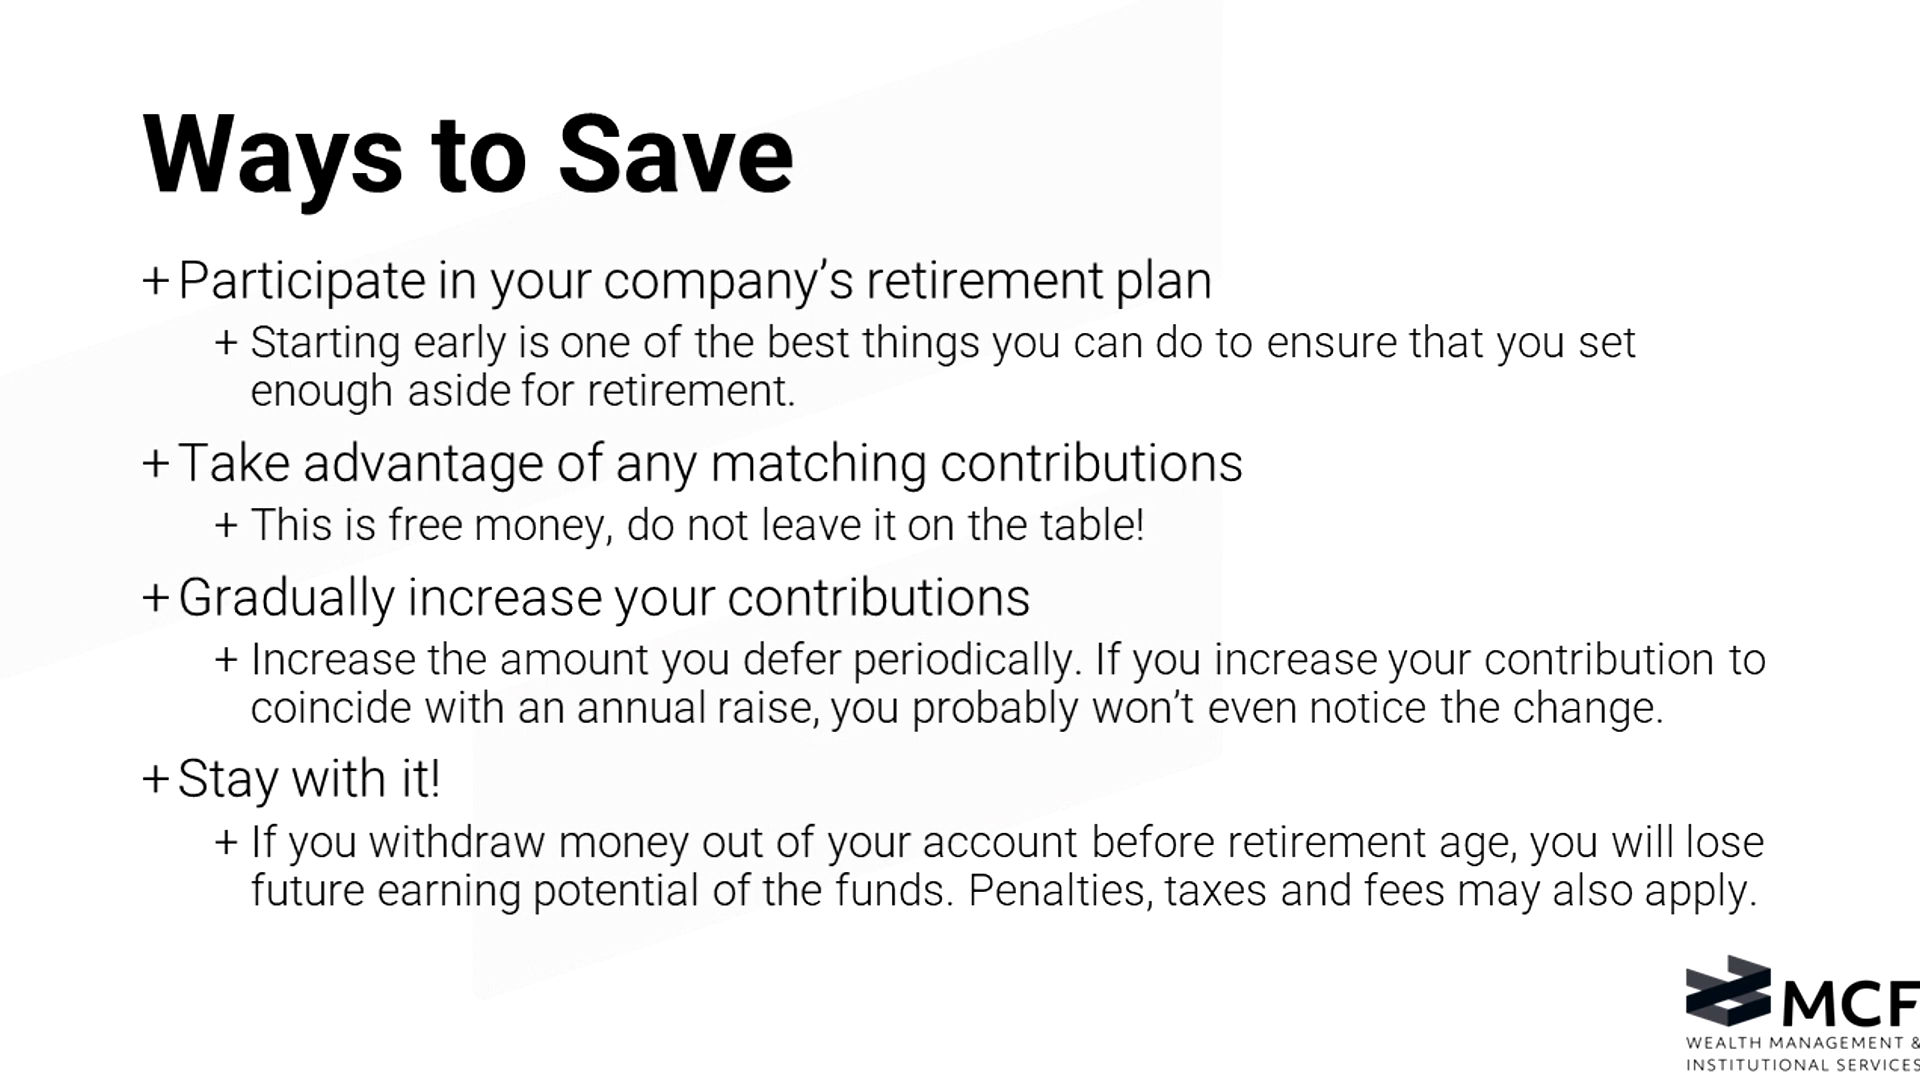 Ways to Save
+ Participate in your company’s retirement plan
+ Starting early is one of the best things you can do to ensure that you set
enough aside for retirement.
+ Take advantage of any matching contributions
+ This is free money, do not leave it on the table!
+ Gradually increase your contributions
+ Increase the amount you defer periodically. If you increase your contribution to
coincide with an annual raise, you probably won’t even notice the change.
+ Stay with it!
+ If you withdraw money out of your account before retirement age, you will lose
future earning potential of the funds. Penalties, taxes and fees may also apply.
MCF
WEALTH MANAGEMENT &
INSTITUTIONAL SERVICES